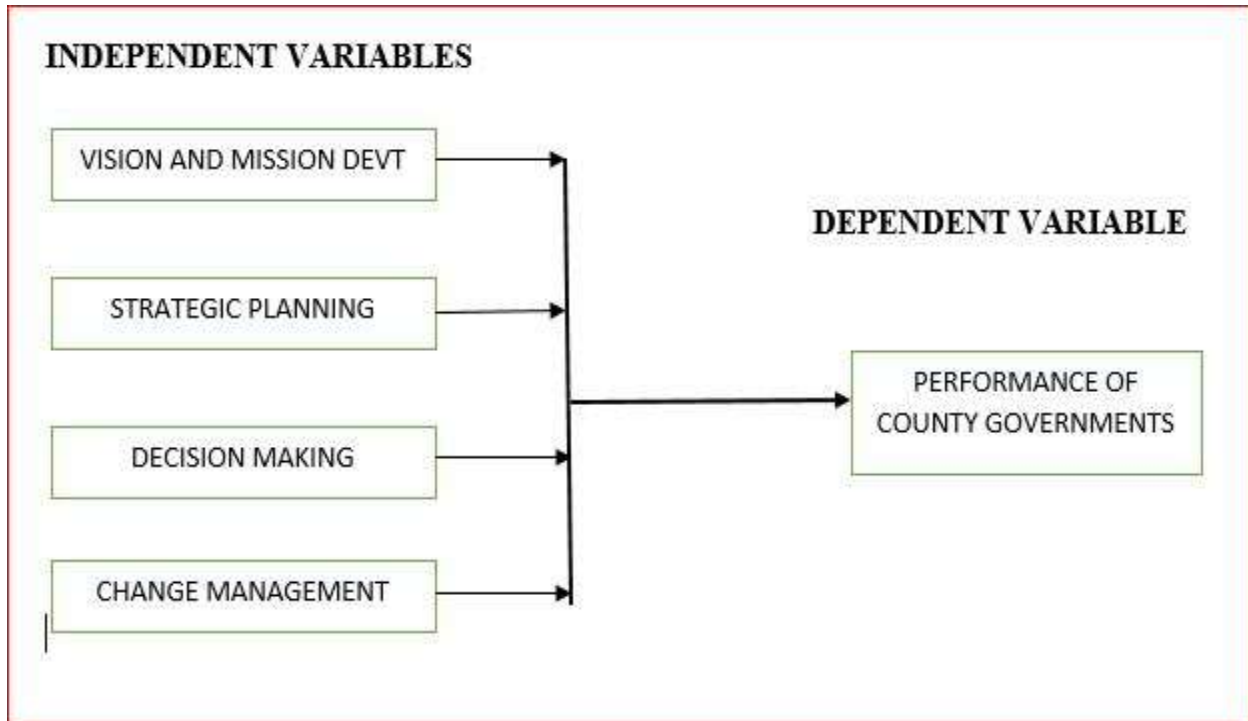 INDEPENDENT VARIABLES
VISION AND MISSION DEVT
DEPENDENT VARIABLE
STRATEGIC PLANNING
PERFORMANCE OF
COUNTY GOVERNMENTS
DECISION MAKING
CHANGE MANAGEMENT